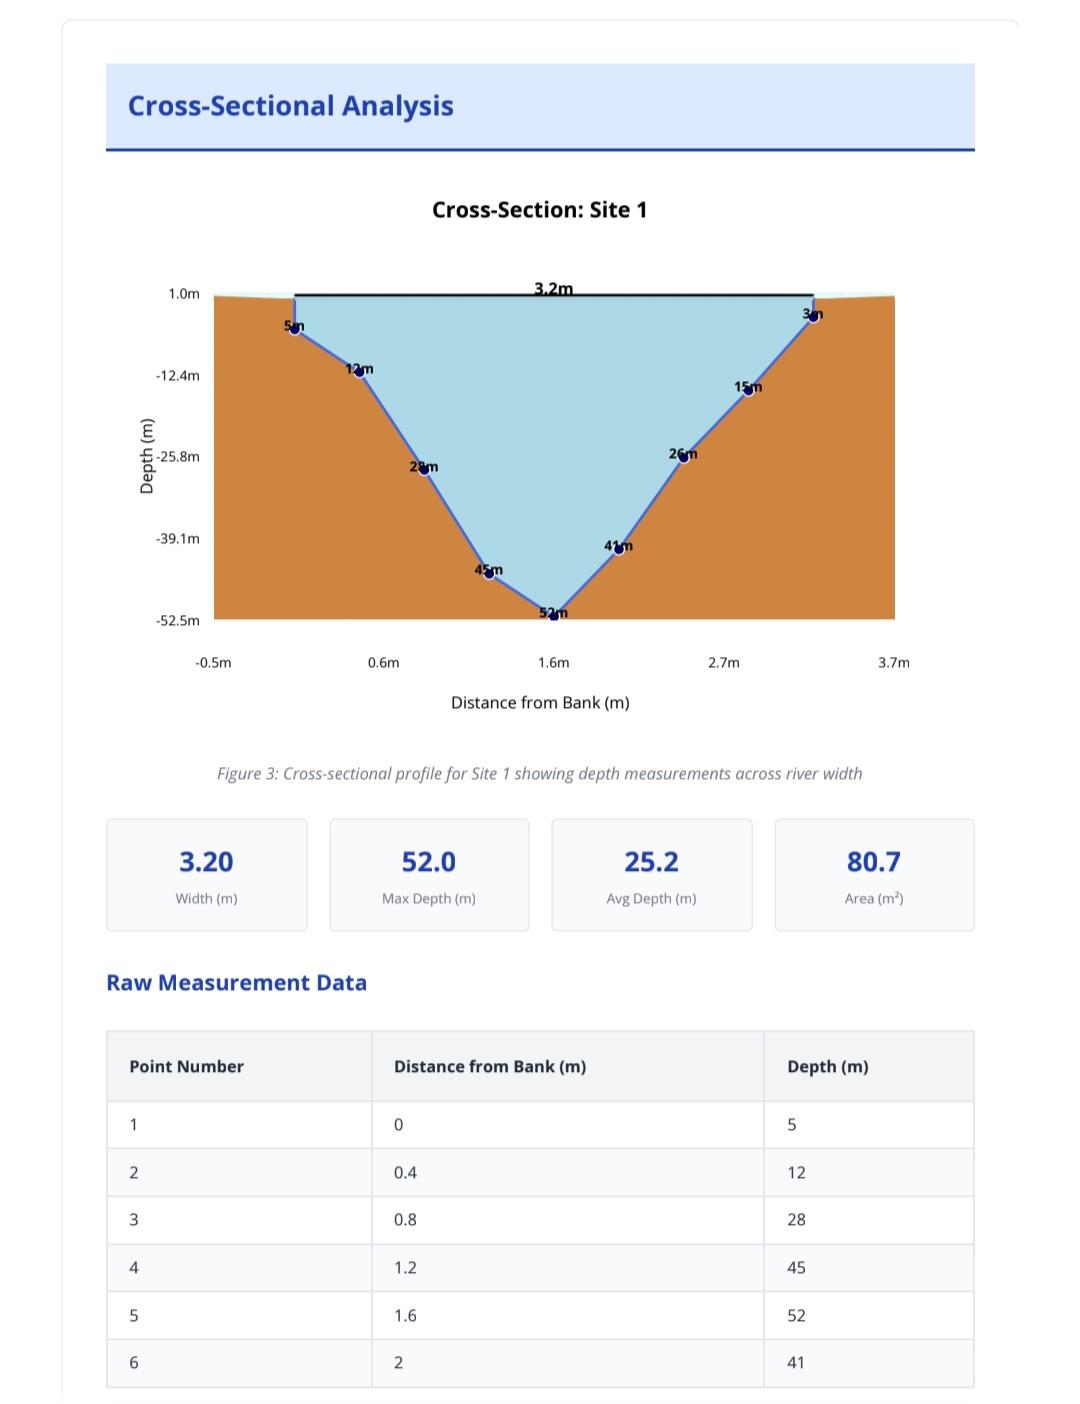 Cross-Sectional Analysis
Cross-Section: Site 1
3.2m
1.0m
5m
3m
12m
-12.4m
15m
Depth (m)
-25.8m
28m
26m
-39.1m
45m
41m
-52.5m
52m
-0.5m 0.6m 1.6m 2.7m 3.7m
Distance from Bank (m)
Figure 3: Cross-sectional profile for Site 1 showing depth measurements across river width
3.20 52.0 25.2 80.7
Width (m) Max Depth (m) Avg Depth (m) Area (m²)
Raw Measurement Data
Point Number Distance from Bank (m) Depth (m)
1 0 5
2 0.4 12
3 0.8 28
4 1.2 45
5 1.6 52
6 2 41